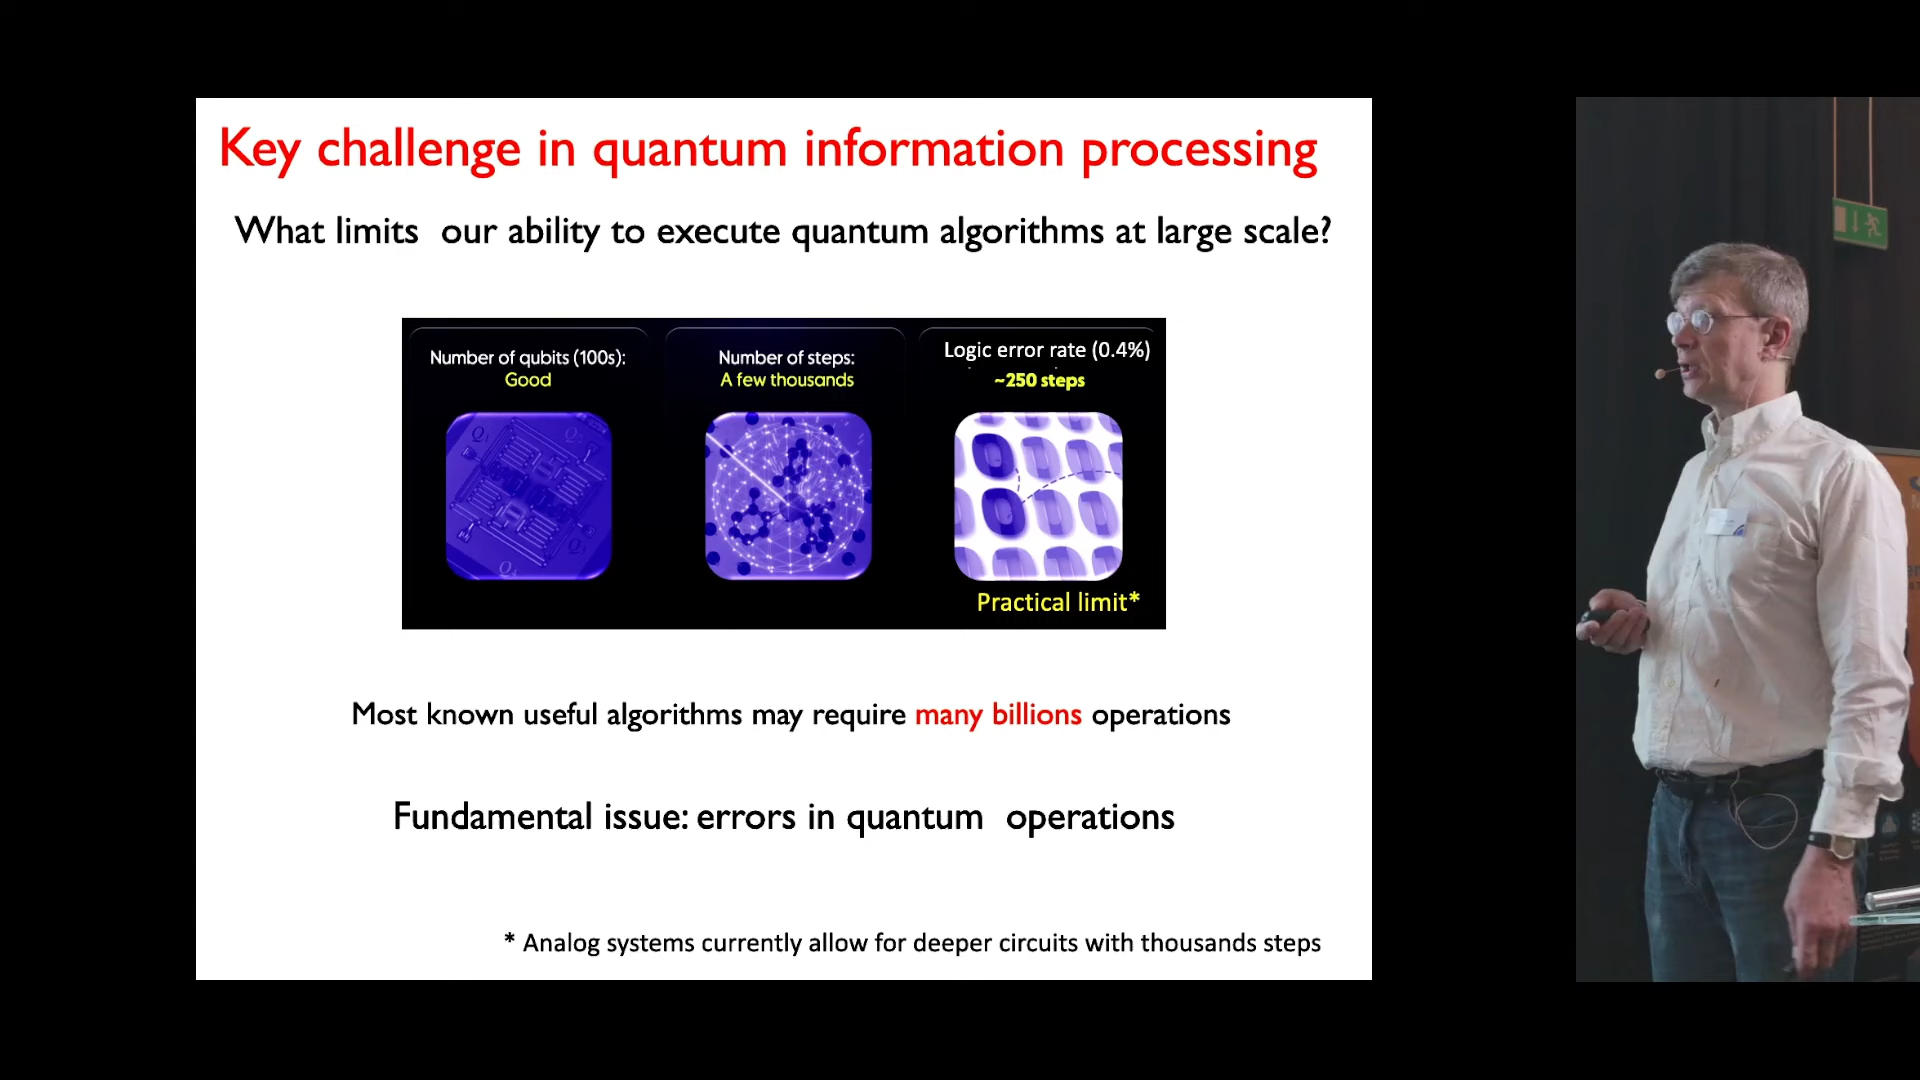 Key challenge in quantum information processing
What limits our ability to execute quantum algorithms at large scale?
Number of qubits (100s):
Good
Number of steps:
A few thousands
Logic error rate (0.4%)
~250 steps
Practical limit*
Most known useful algorithms may require many billions operations
Fundamental issue: errors in quantum operations
* Analog systems currently allow for deeper circuits with thousands steps